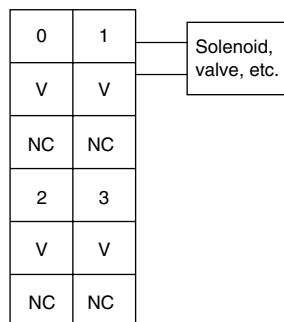 0 1
Solenoid,
valve, etc.
V V
NC NC
2 3
V V
NC NC